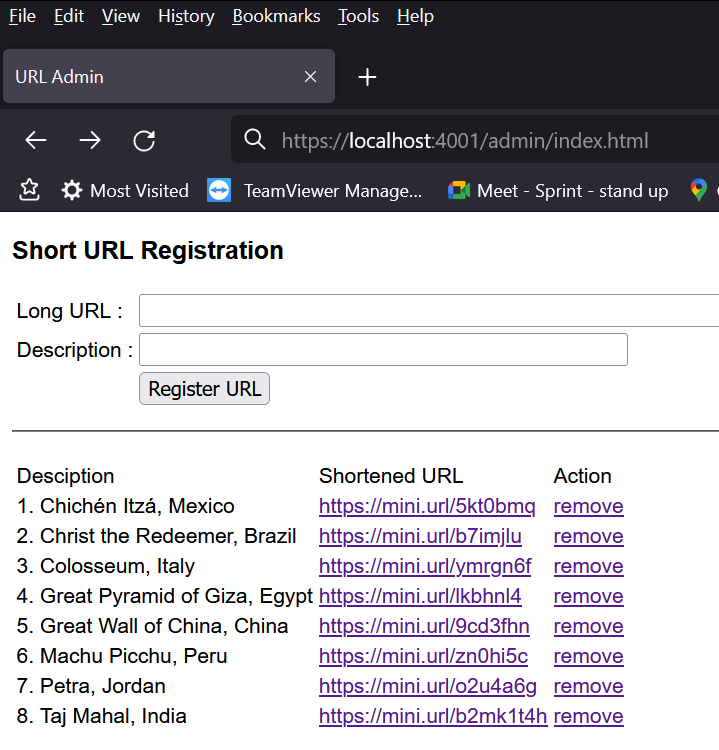 File Edit View History Bookmarks Tools Help
URL Admin
https://localhost:4001/admin/index.html
Most Visited TeamViewer Manage... Meet - Sprint - stand up
Short URL Registration
Long URL :
Description :
Register URL
Desciption Shortened URL Action
1. Chichén Itzá, Mexico https://mini.url/5kt0bmq remove
2. Christ the Redeemer, Brazil https://mini.url/b7imjlu remove
3. Colosseum, Italy https://mini.url/ymrgn6f remove
4. Great Pyramid of Giza, Egypt https://mini.url/lkbhnl4 remove
5. Great Wall of China, China https://mini.url/9cd3fhn remove
6. Machu Picchu, Peru https://mini.url/zn0hi5c remove
7. Petra, Jordan https://mini.url/o2u4a6g remove
8. Taj Mahal, India https://mini.url/b2mk1t4h remove